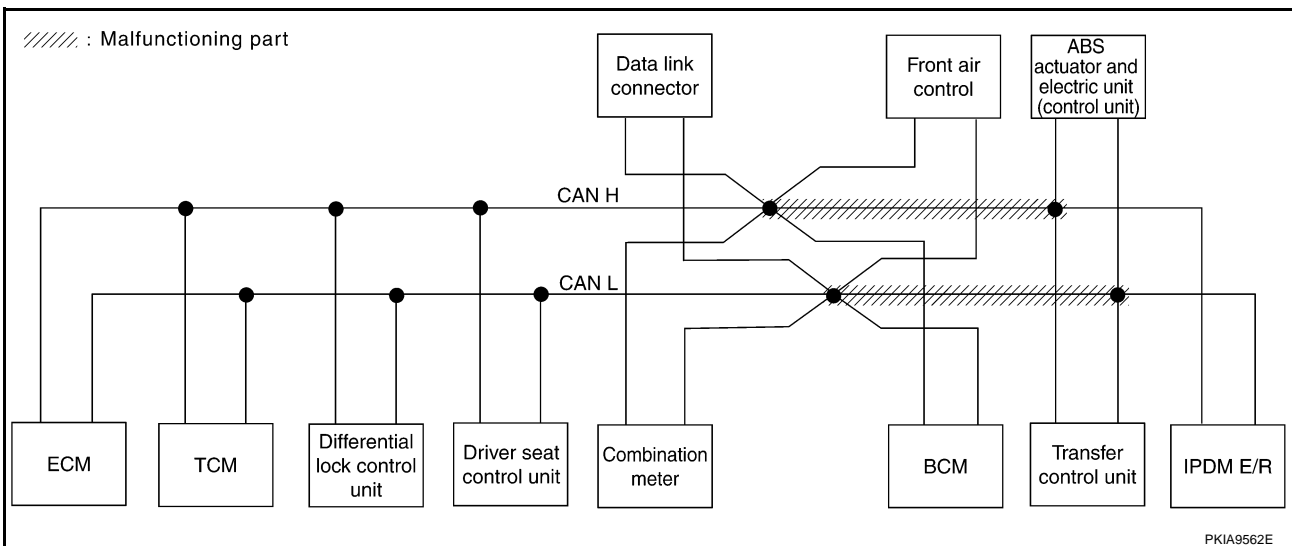 : Malfunctioning part
Data link
connector
Front air
control
ABS
actuator and
electric unit
(control unit)
CAN H
CAN L
ECM
TCM
Differential
lock control
unit
Driver seat
control unit
Combination
meter
BCM
Transfer
control unit
IPDM E/R
PKIA9562E